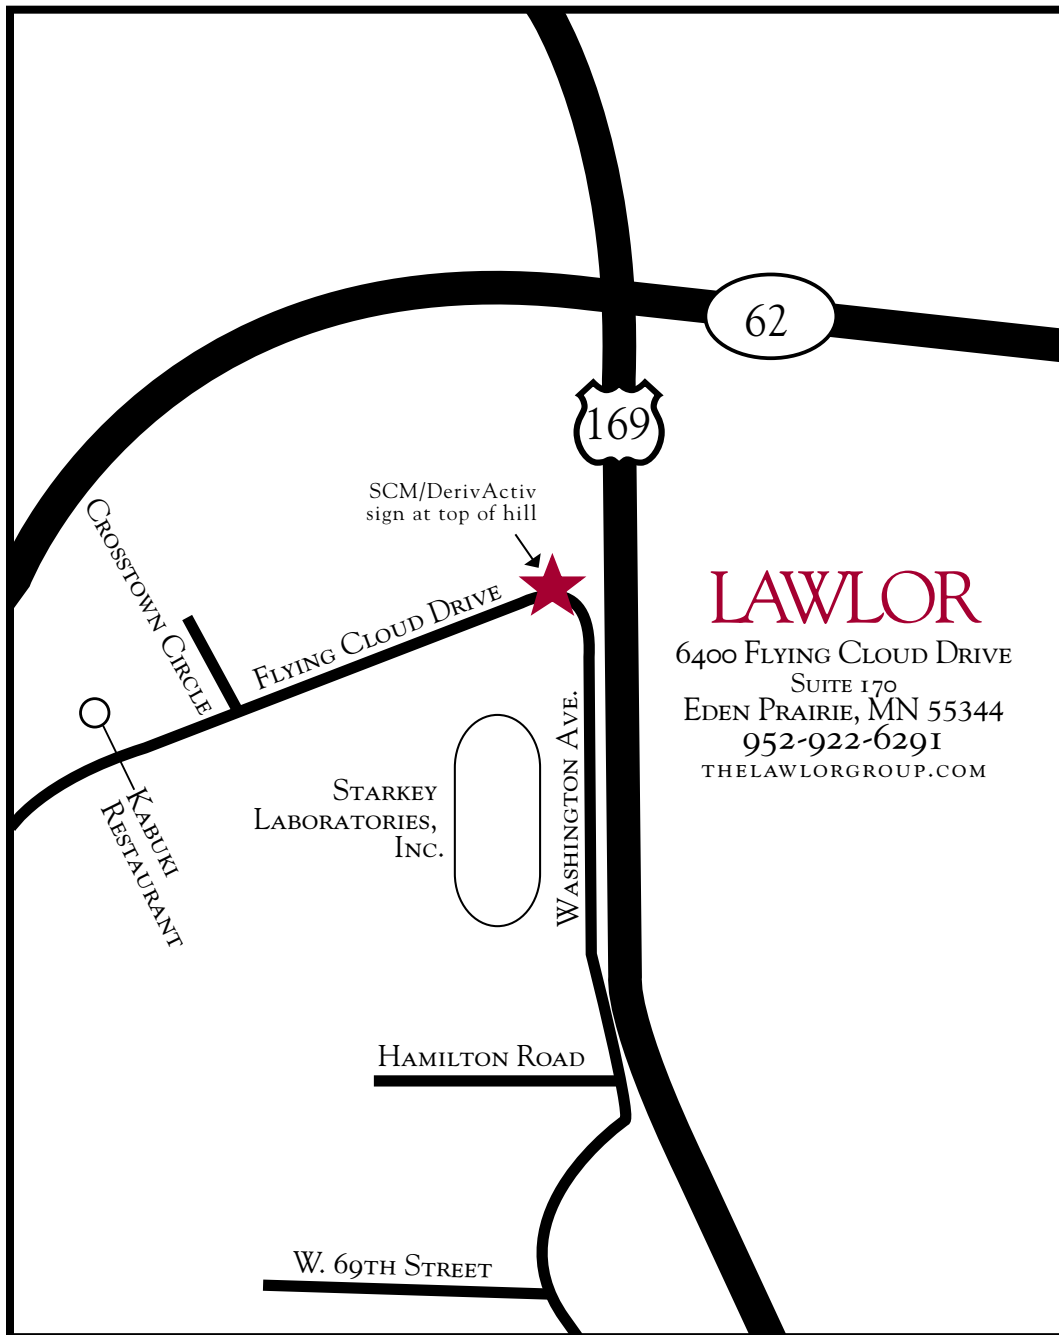 62
169
SCM/DerivActiv
sign at top of hill
Crosstown Circle
Flying Cloud Drive
LAWLOR
6400 Flying Cloud Drive
Suite 170
Eden Prairie, MN 55344
952-922-6291
thelawlorgroup.com
Washington Ave.
Starkey
Laboratories,
Inc.
Kabuki
Restaurant
Hamilton Road
W. 69th Street